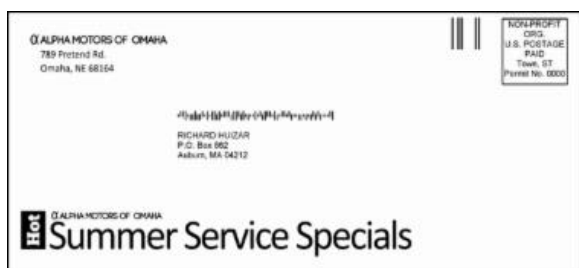 α ALPHA MOTORS OF OMAHA
789 Pretend Rd.
Omaha, NE 68164
NON-PROFIT
ORG.
U.S. POSTAGE
PAID
Town, ST
Permit No. 0000
RICHARD HUIZAR
P.O. Box 862
Auburn, MA 04212
Hot
α ALPHA MOTORS OF OMAHA
Summer Service Specials